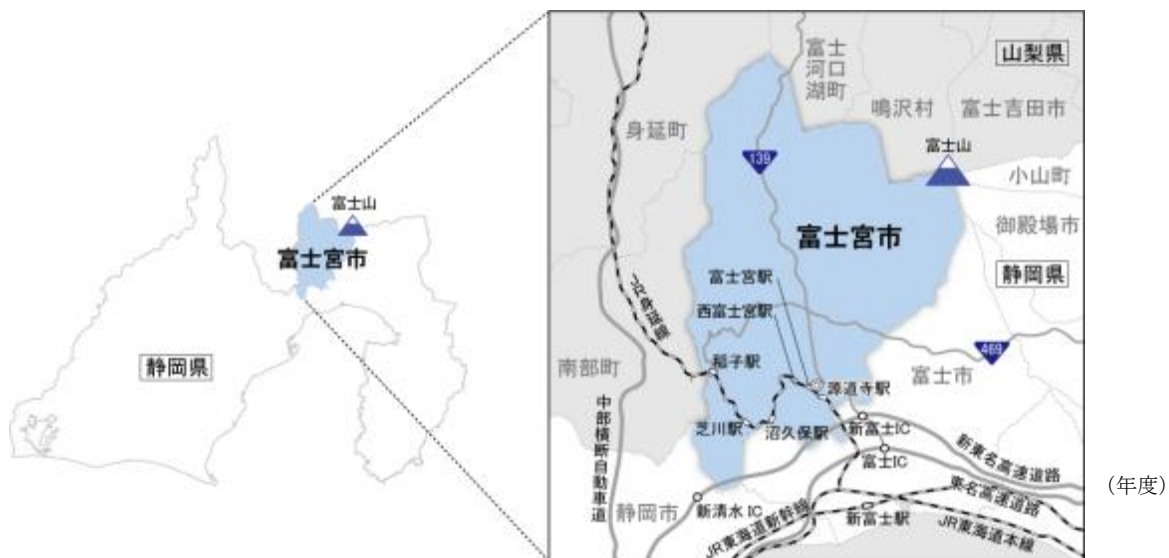 富士山
富士宮市
静岡県
富士
河口
湖町
山梨県
鳴沢村
富士吉田市
身延町
139
富士山
小山町
御殿場市
富士宮市
静岡県
富士宮駅
西富士宮駅
JR身延線
469
南部町
稲子駅
富士市
源道寺駅
中部横断自動車道
芝川駅
沼久保駅
新富士IC
富士IC
新東名高速道路
(年度)
静岡市
新清水 IC
東名高速道路
新富士駅
JR東海道新幹線
JR東海道本線